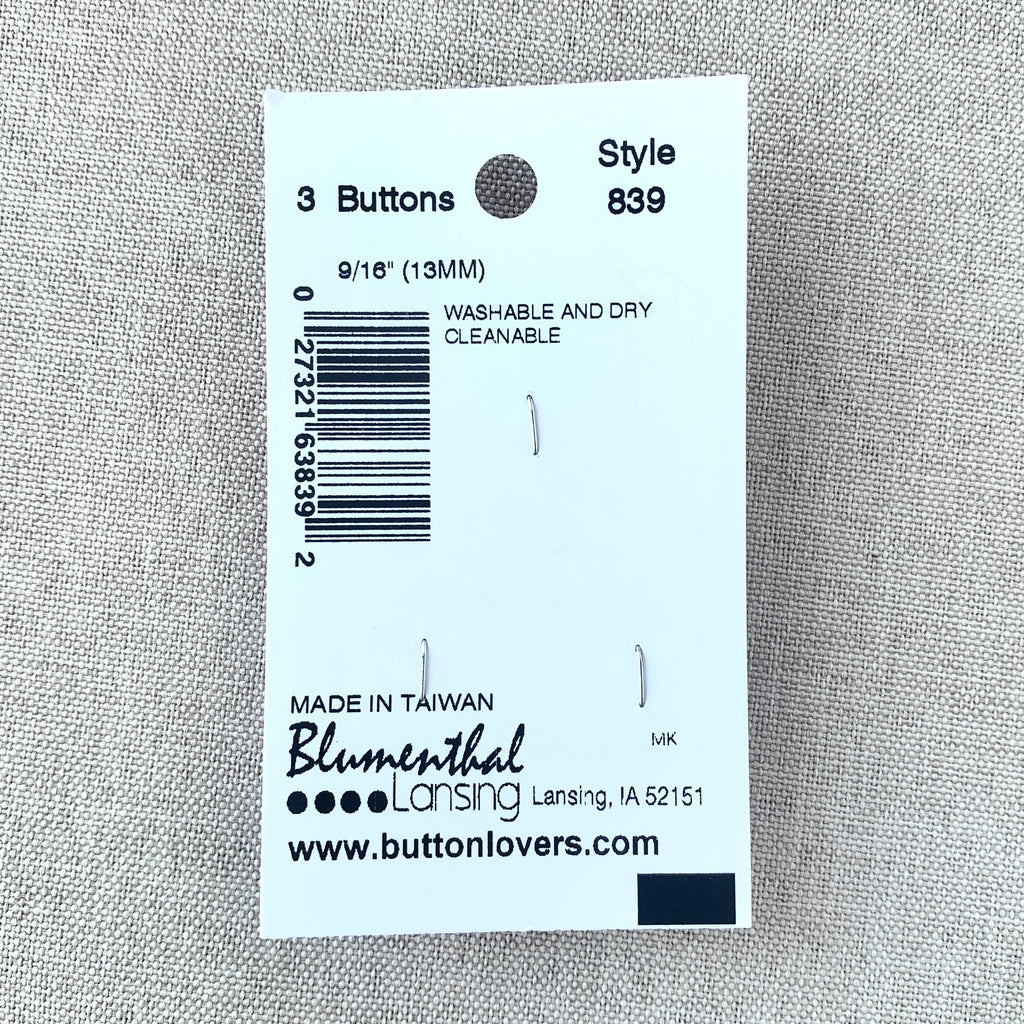 Style
3 Buttons
839
9/16" (13MM)
WASHABLE AND DRY
CLEANABLE
0 27321 63839 2
MADE IN TAIWAN
Blumenthal
Lansing
MK
Lansing, IA 52151
www.buttonlovers.com